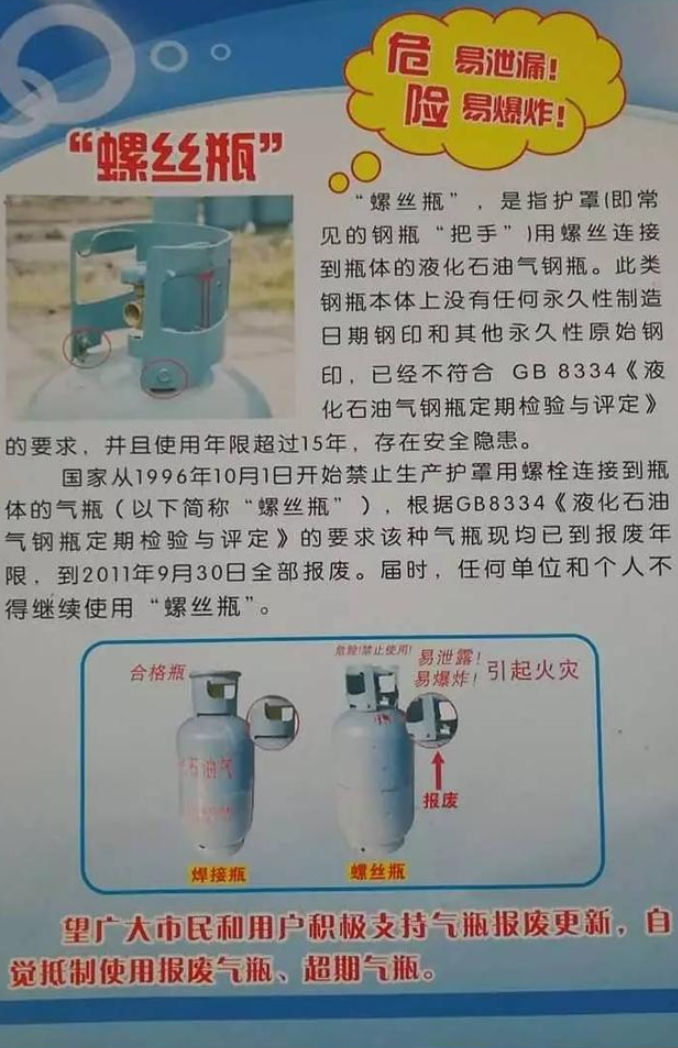 危 易泄漏!
险 易爆炸!
“螺丝瓶”
“螺丝瓶”，是指护罩(即常
见的钢瓶“把手”)用螺丝连接
到瓶体的液化石油气钢瓶。此类
钢瓶本体上没有任何永久性制造
日期钢印和其他永久性原始钢
印，已经不符合 GB 8334《液
化石油气钢瓶定期检验与评定》
的要求，并且使用年限超过15年，存在安全隐患。
国家从1996年10月1日开始禁止生产护罩用螺栓连接到瓶
体的气瓶（以下简称“螺丝瓶”），根据GB8334《液化石油
气钢瓶定期检验与评定》的要求该种气瓶现均已到报废年
限，到2011年9月30日全部报废。届时，任何单位和个人不
得继续使用“螺丝瓶”。
合格瓶
危险!禁止使用!
易泄露!
易爆炸!
引起火灾
石油气
报废
焊接瓶
螺丝瓶
望广大市民和用户积极支持气瓶报废更新，自
觉抵制使用报废气瓶、超期气瓶。